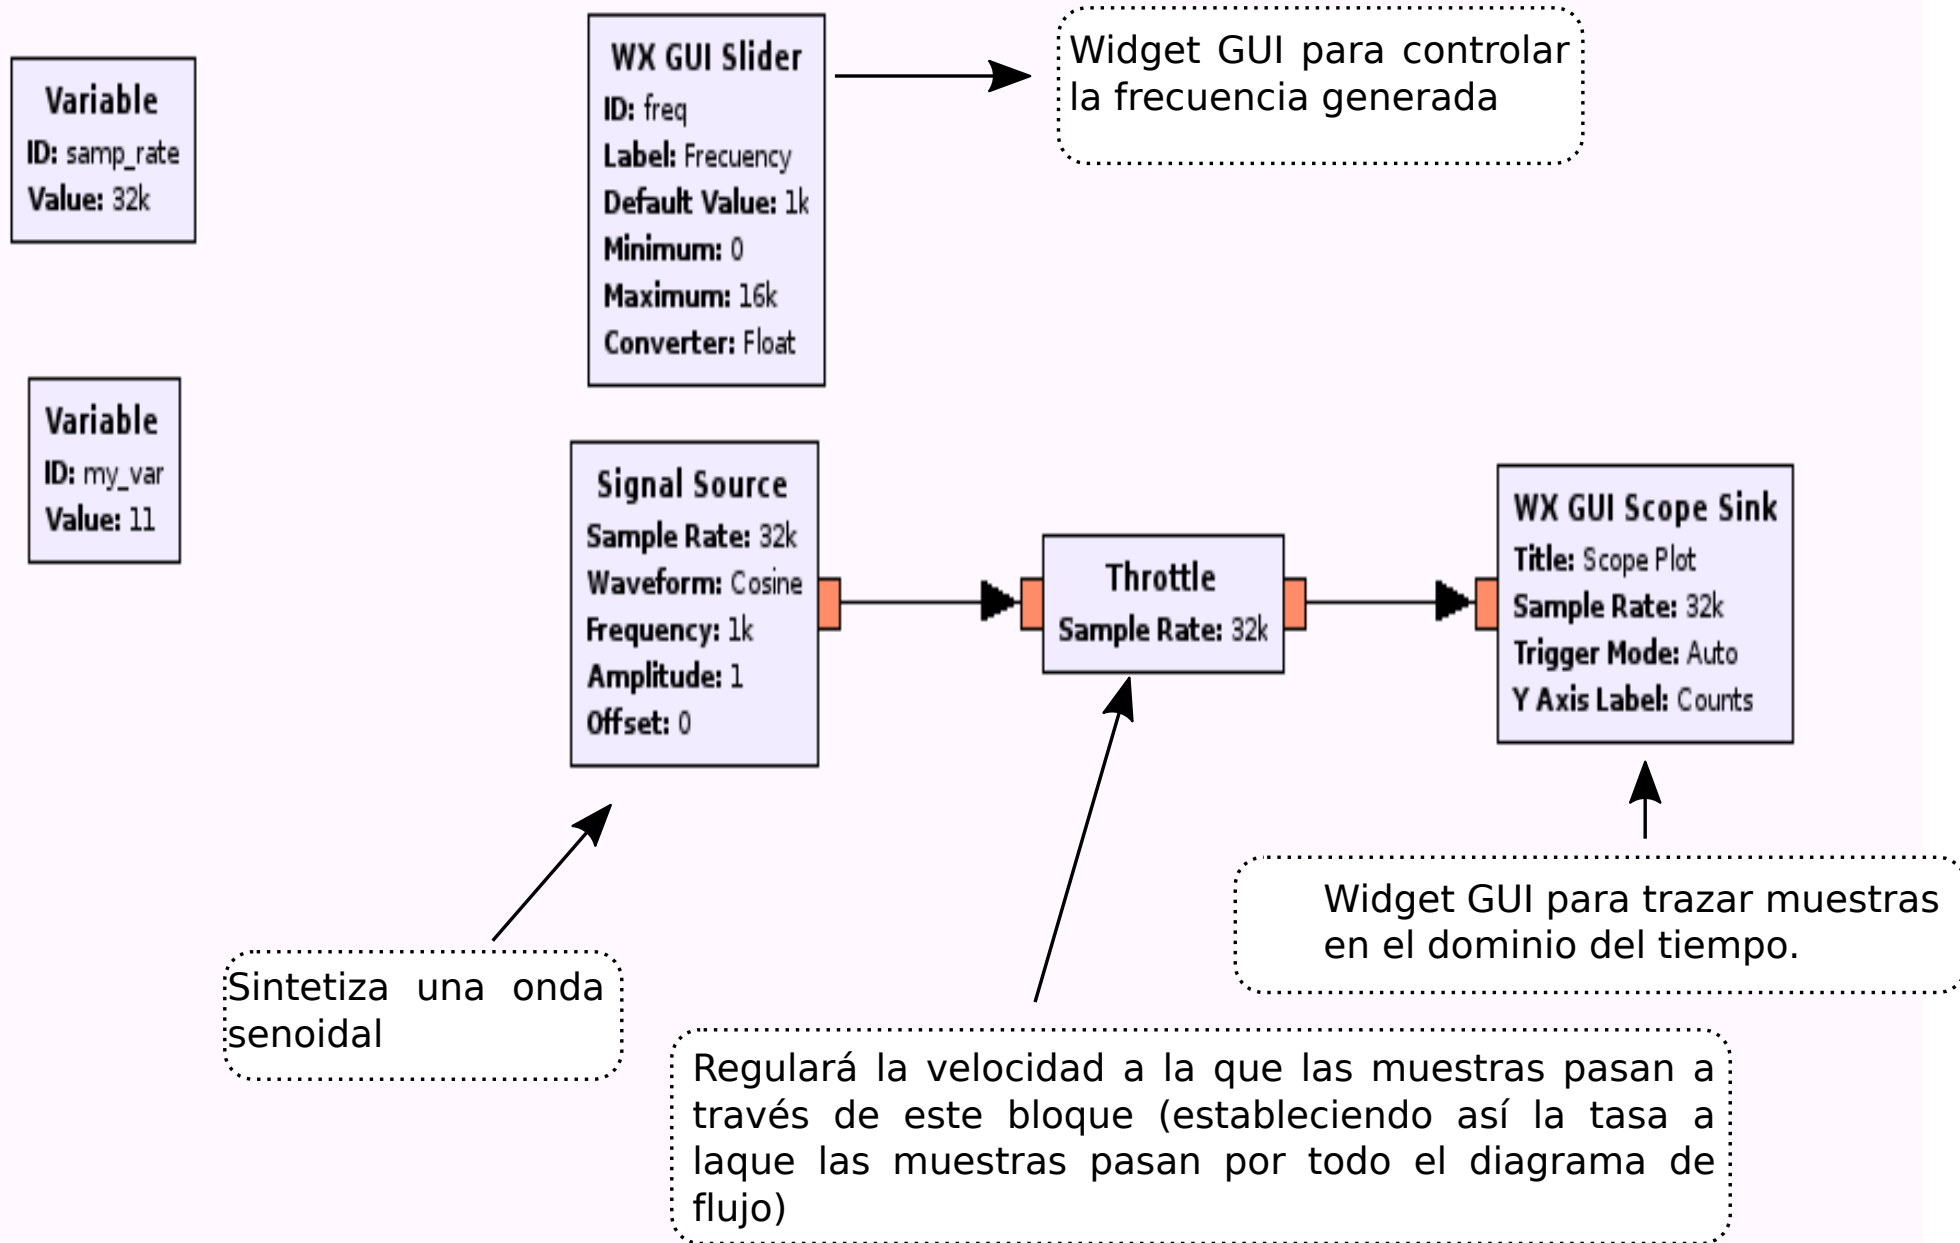 Variable
ID: samp_rate
Value: 32k
WX GUI Slider
ID: freq
Label: Frecuency
Default Value: 1k
Minimum: 0
Maximum: 16k
Converter: Float
Widget GUI para controlar
la frecuencia generada
Variable
ID: my_var
Value: 11
Signal Source
Sample Rate: 32k
Waveform: Cosine
Frequency: 1k
Amplitude: 1
Offset: 0
Throttle
Sample Rate: 32k
WX GUI Scope Sink
Title: Scope Plot
Sample Rate: 32k
Trigger Mode: Auto
Y Axis Label: Counts
Sintetiza una onda
senoidal
Widget GUI para trazar muestras
en el dominio del tiempo.
Regulará la velocidad a la que las muestras pasan a
través de este bloque (estableciendo así la tasa a
laque las muestras pasan por todo el diagrama de
flujo)